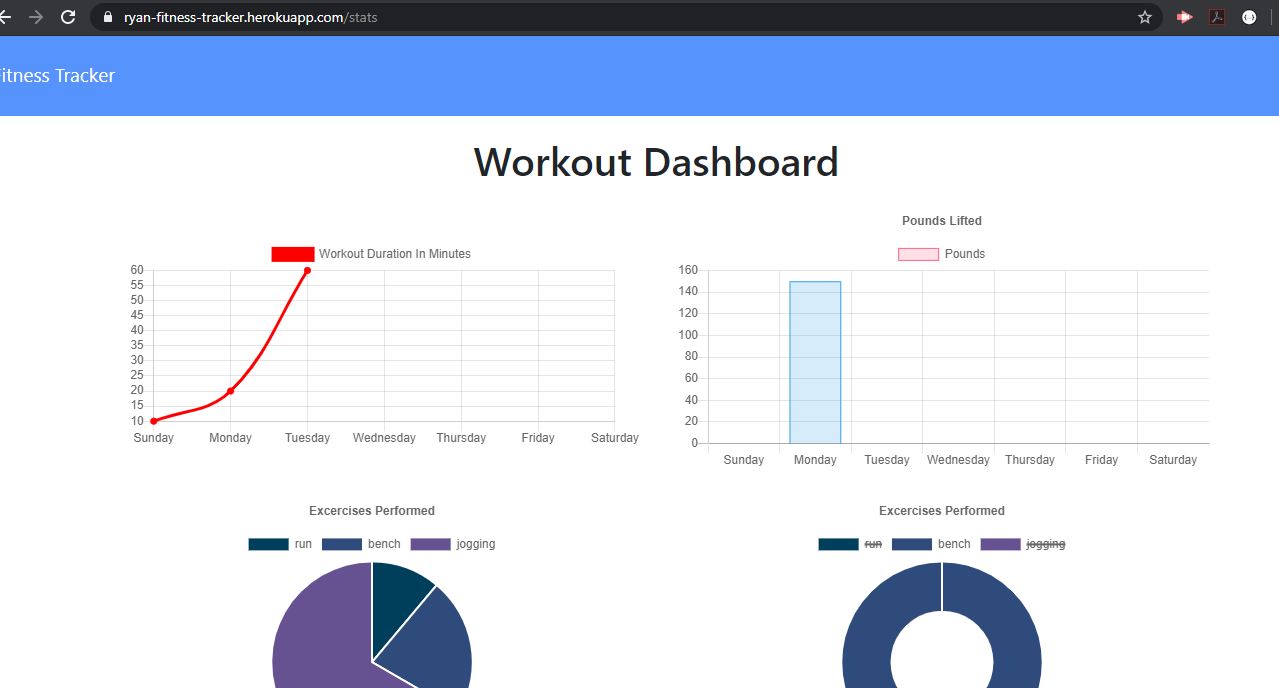 ryan-fitness-tracker.herokuapp.com/stats
Fitness Tracker
Workout Dashboard
Workout Duration In Minutes
60
55
50
45
40
35
30
25
20
15
10
Sunday Monday Tuesday Wednesday Thursday Friday Saturday
Pounds Lifted
Pounds
160
140
120
100
80
60
40
20
0
Sunday Monday Tuesday Wednesday Thursday Friday Saturday
Excercises Performed
run bench jogging
Excercises Performed
run bench jogging